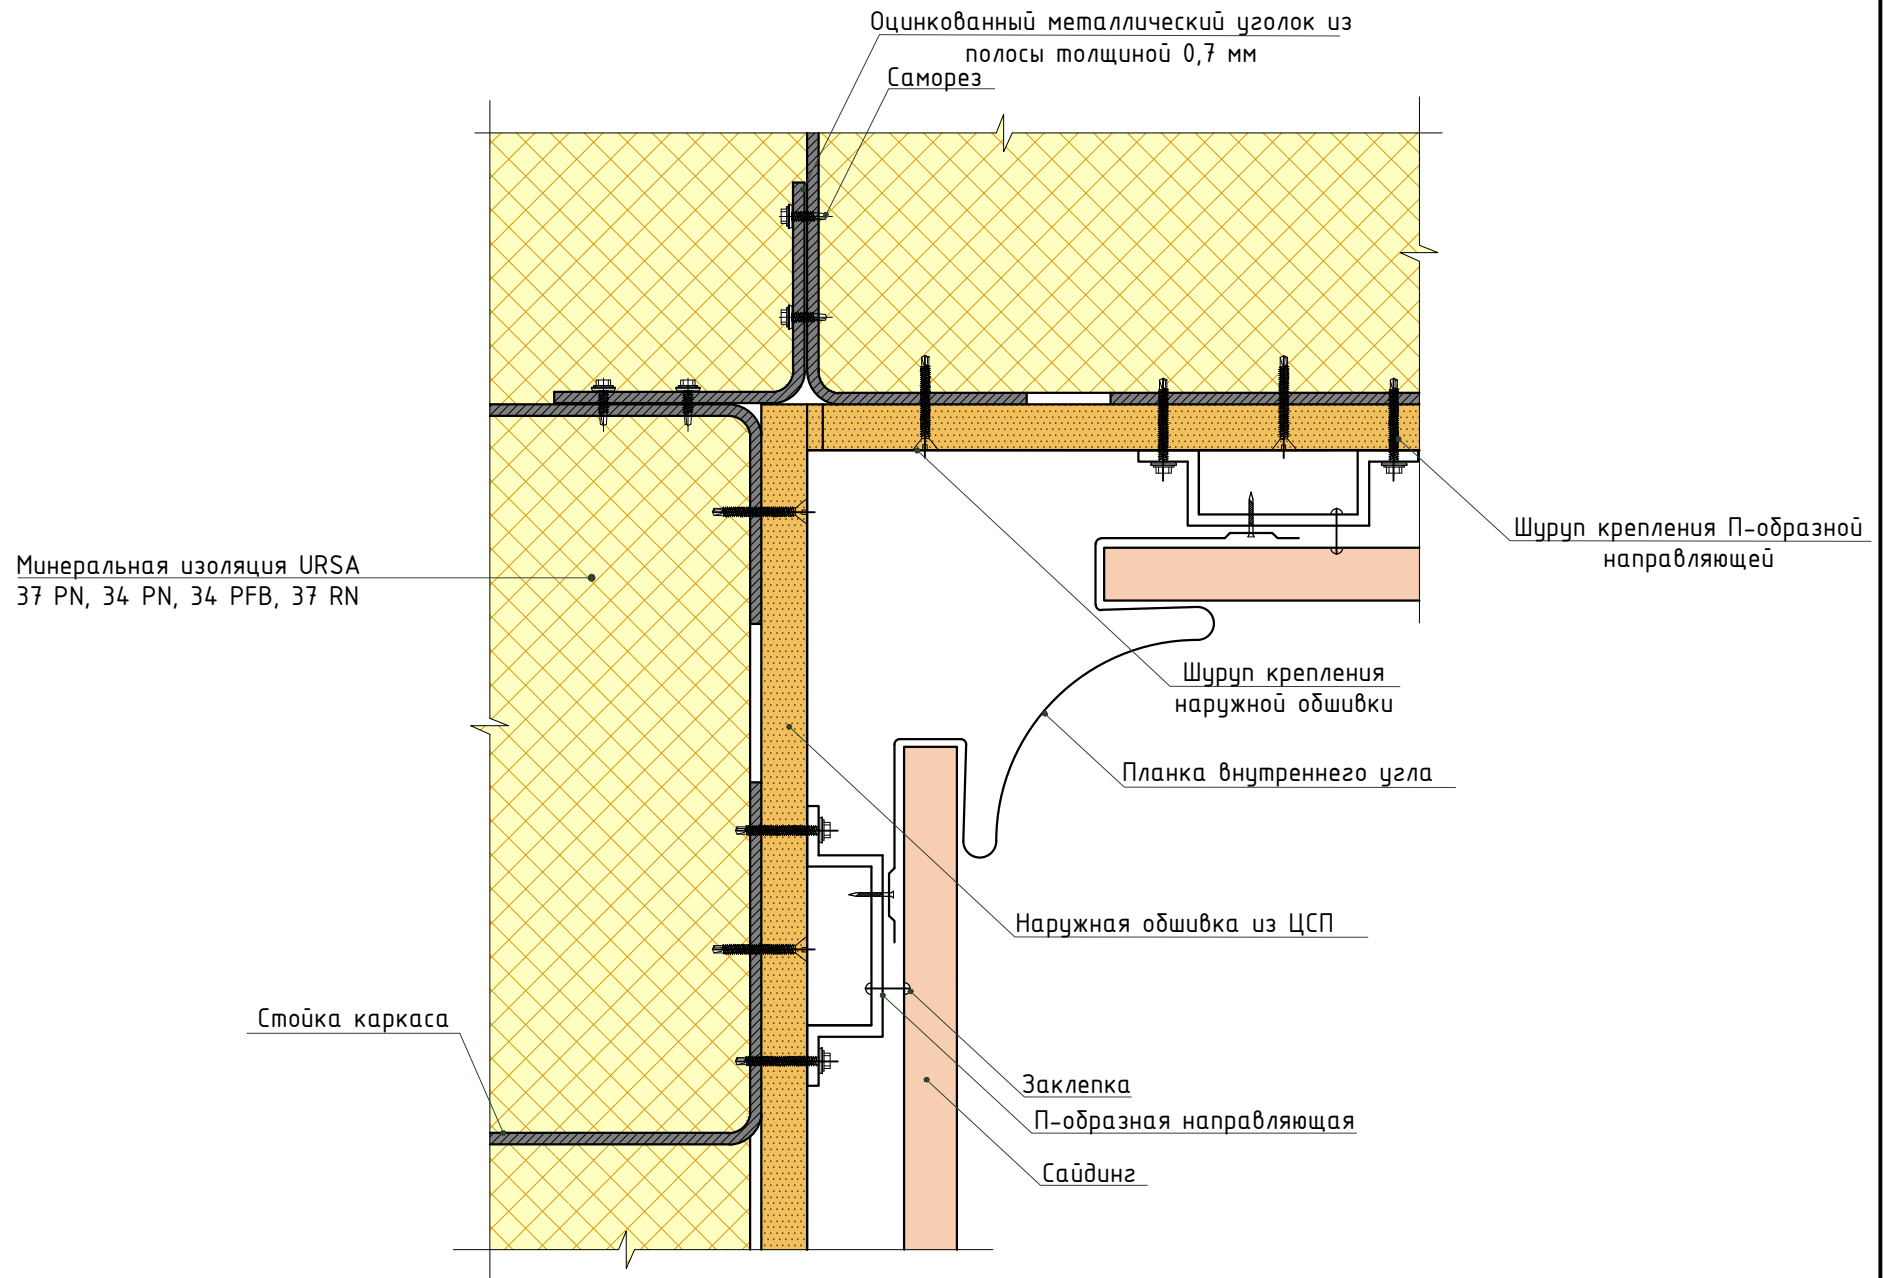 Оцинкованный металлический уголок из
полосы толщиной 0,7 мм
Саморез
Шуруп крепления П-образной
направляющей
Минеральная изоляция URSA
37 PN, 34 PN, 34 PFB, 37 RN
Шуруп крепления
наружной обшивки
Планка внутреннего угла
Наружная обшивка из ЦСП
Стойка каркаса
Заклепка
П-образная направляющая
Сайдинг